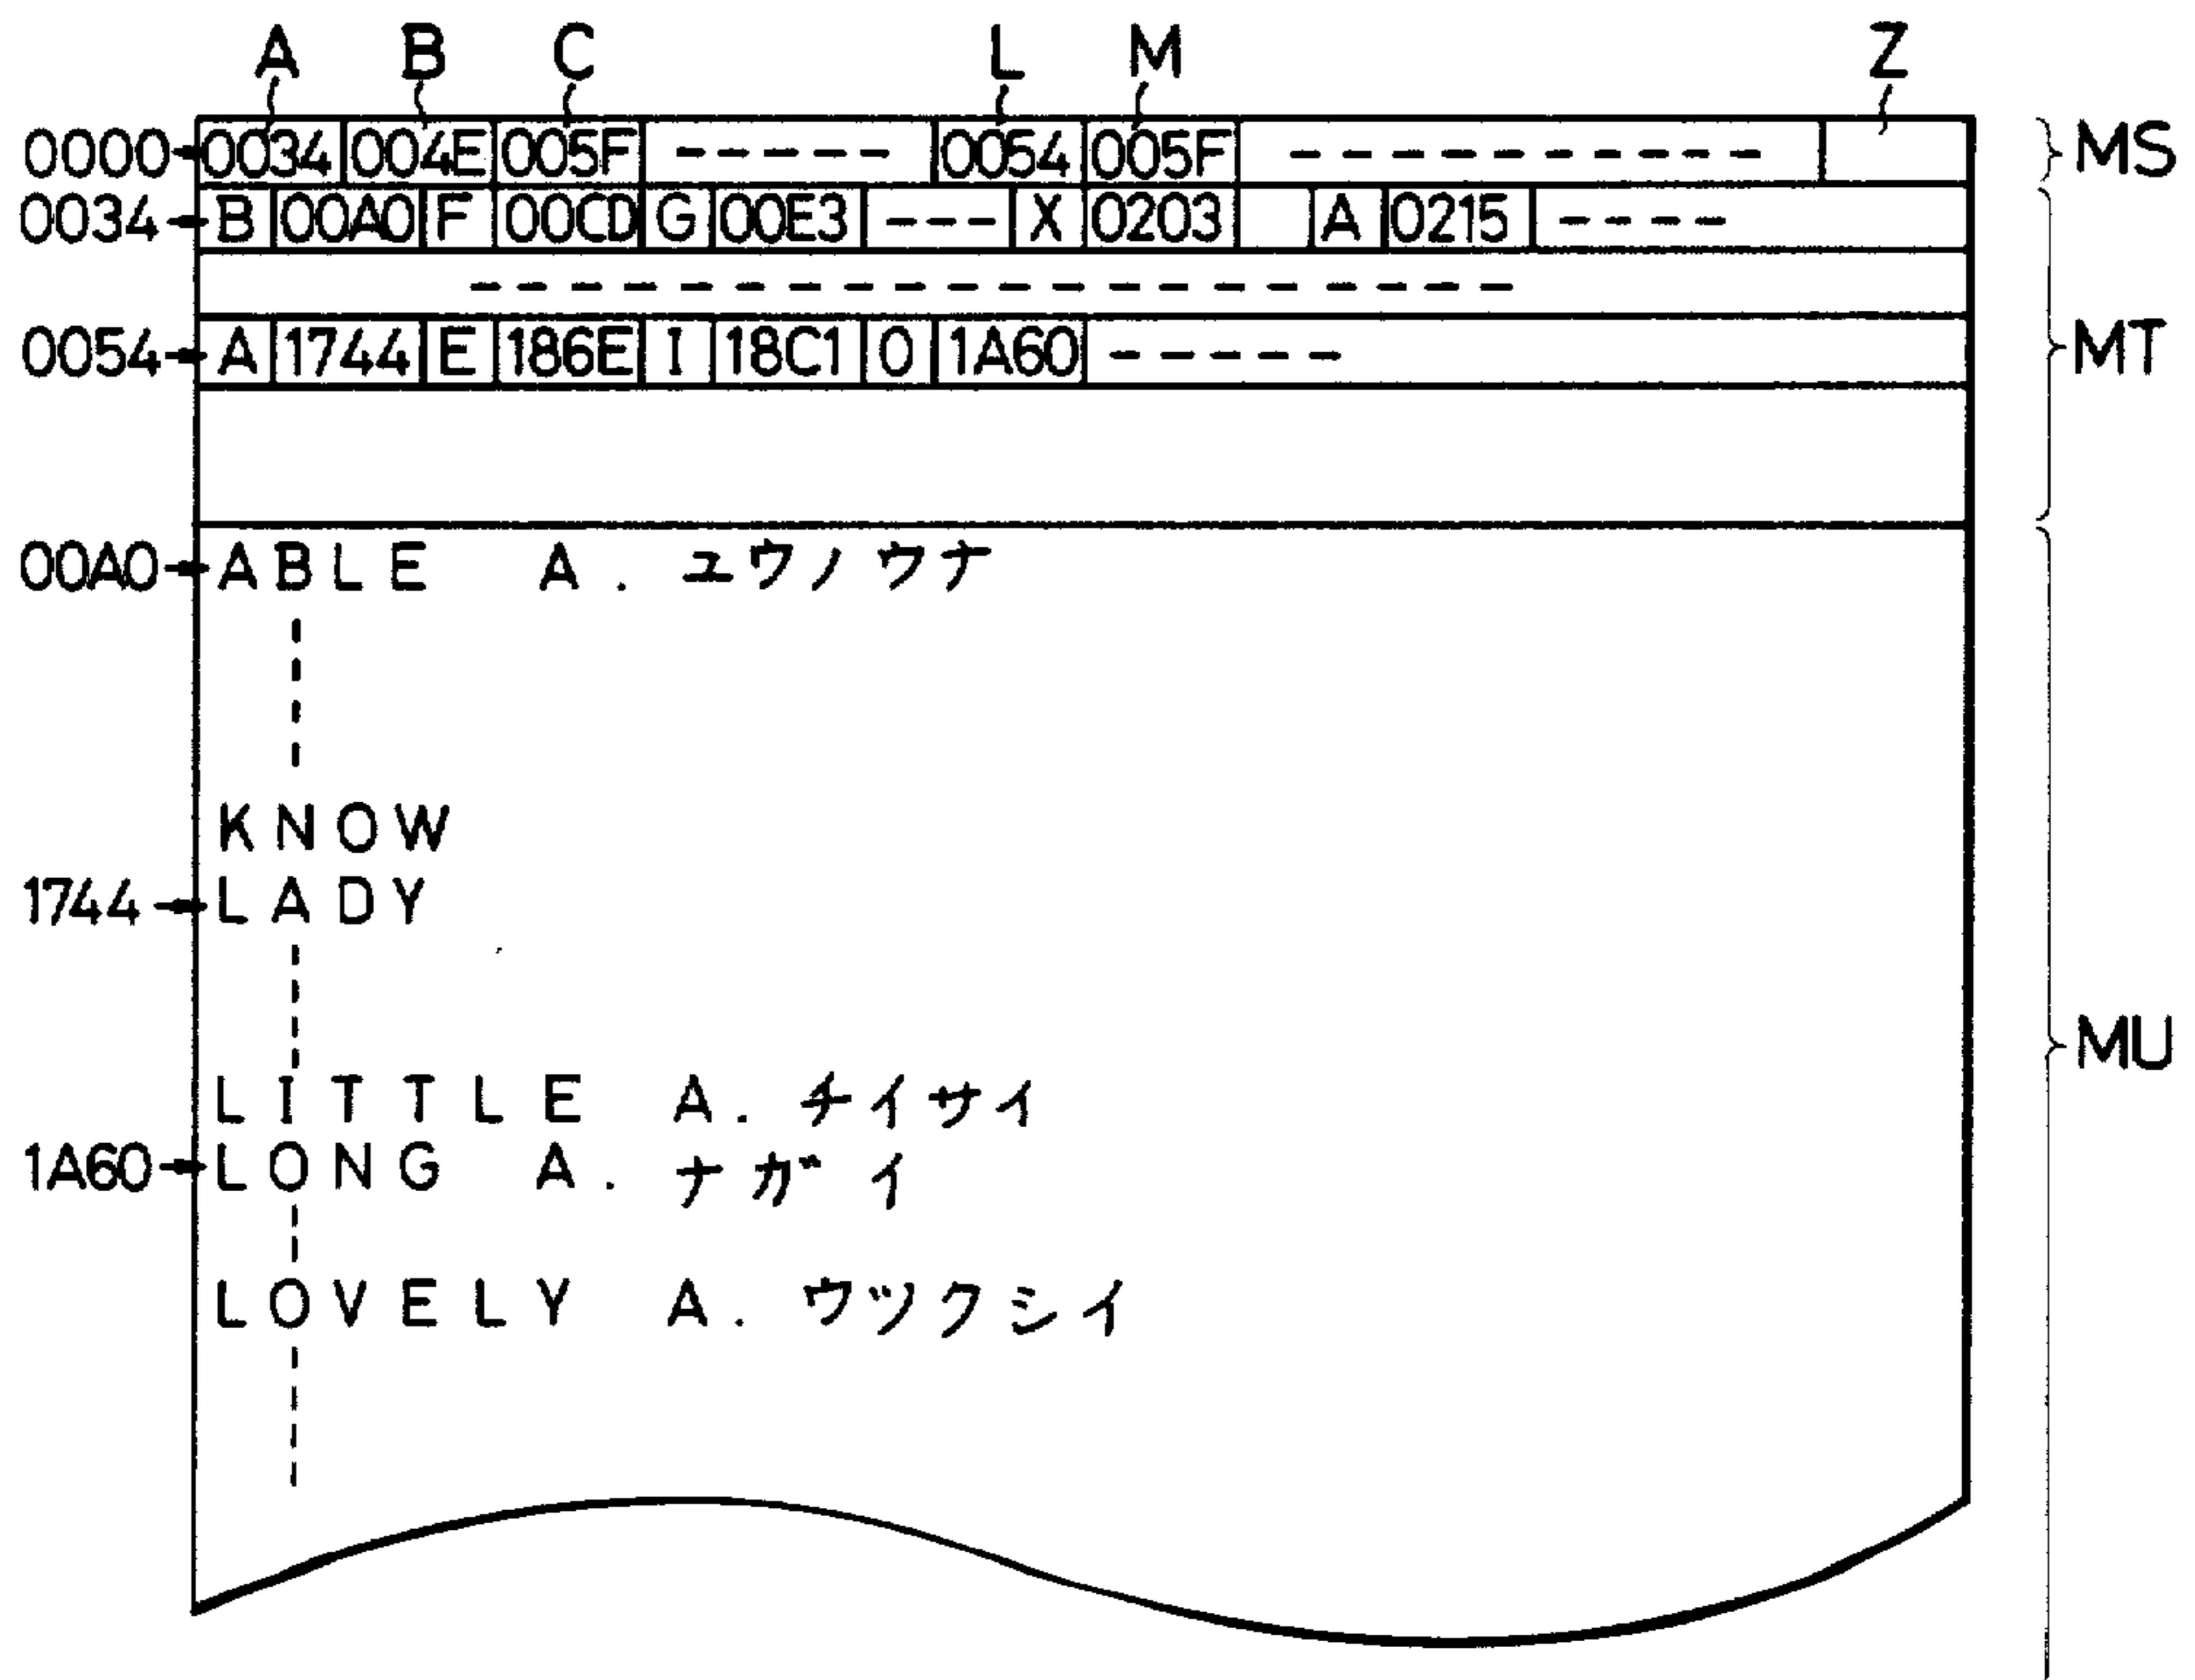 A B C L M Z
0000 0034 004E 005F 0054 005F MS
0034 B 00A0 F 00CD G 00E3 X 0203 A 0215
0054 A 1744 E 186E I 18C1 O 1A60 MT
00A0 ABLE A. ユウノウナ
KNOW
1744 LADY
MU
LITTLE A. チイサイ
1A60 LONG A. ナガイ
LOVELY A. ウツクシイ